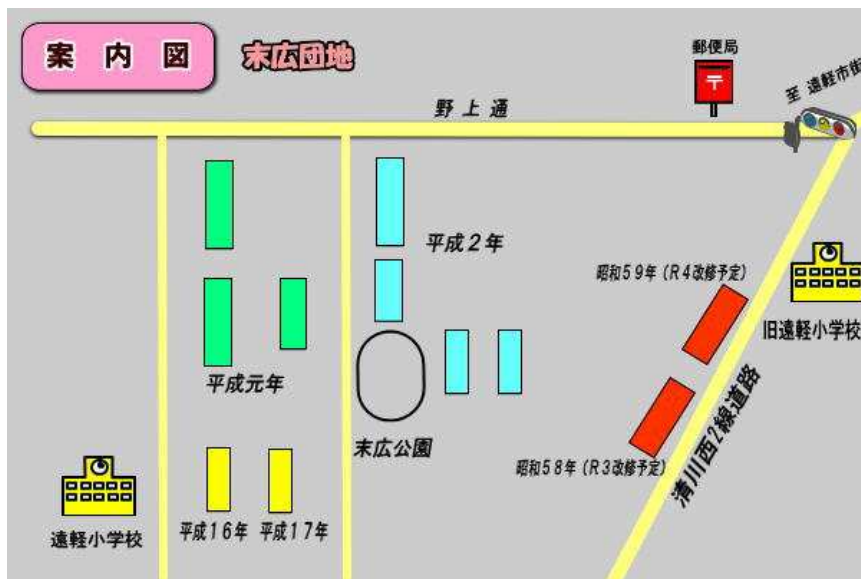 案 内 図
末広団地
郵便局
〒
至 遠軽市街
野 上 通
平成２年
昭和５９年（Ｒ４改修予定）
旧遠軽小学校
平成元年
末広公園
清川西2線道路
昭和５８年（Ｒ３改修予定）
遠軽小学校
平成１６年
平成１７年